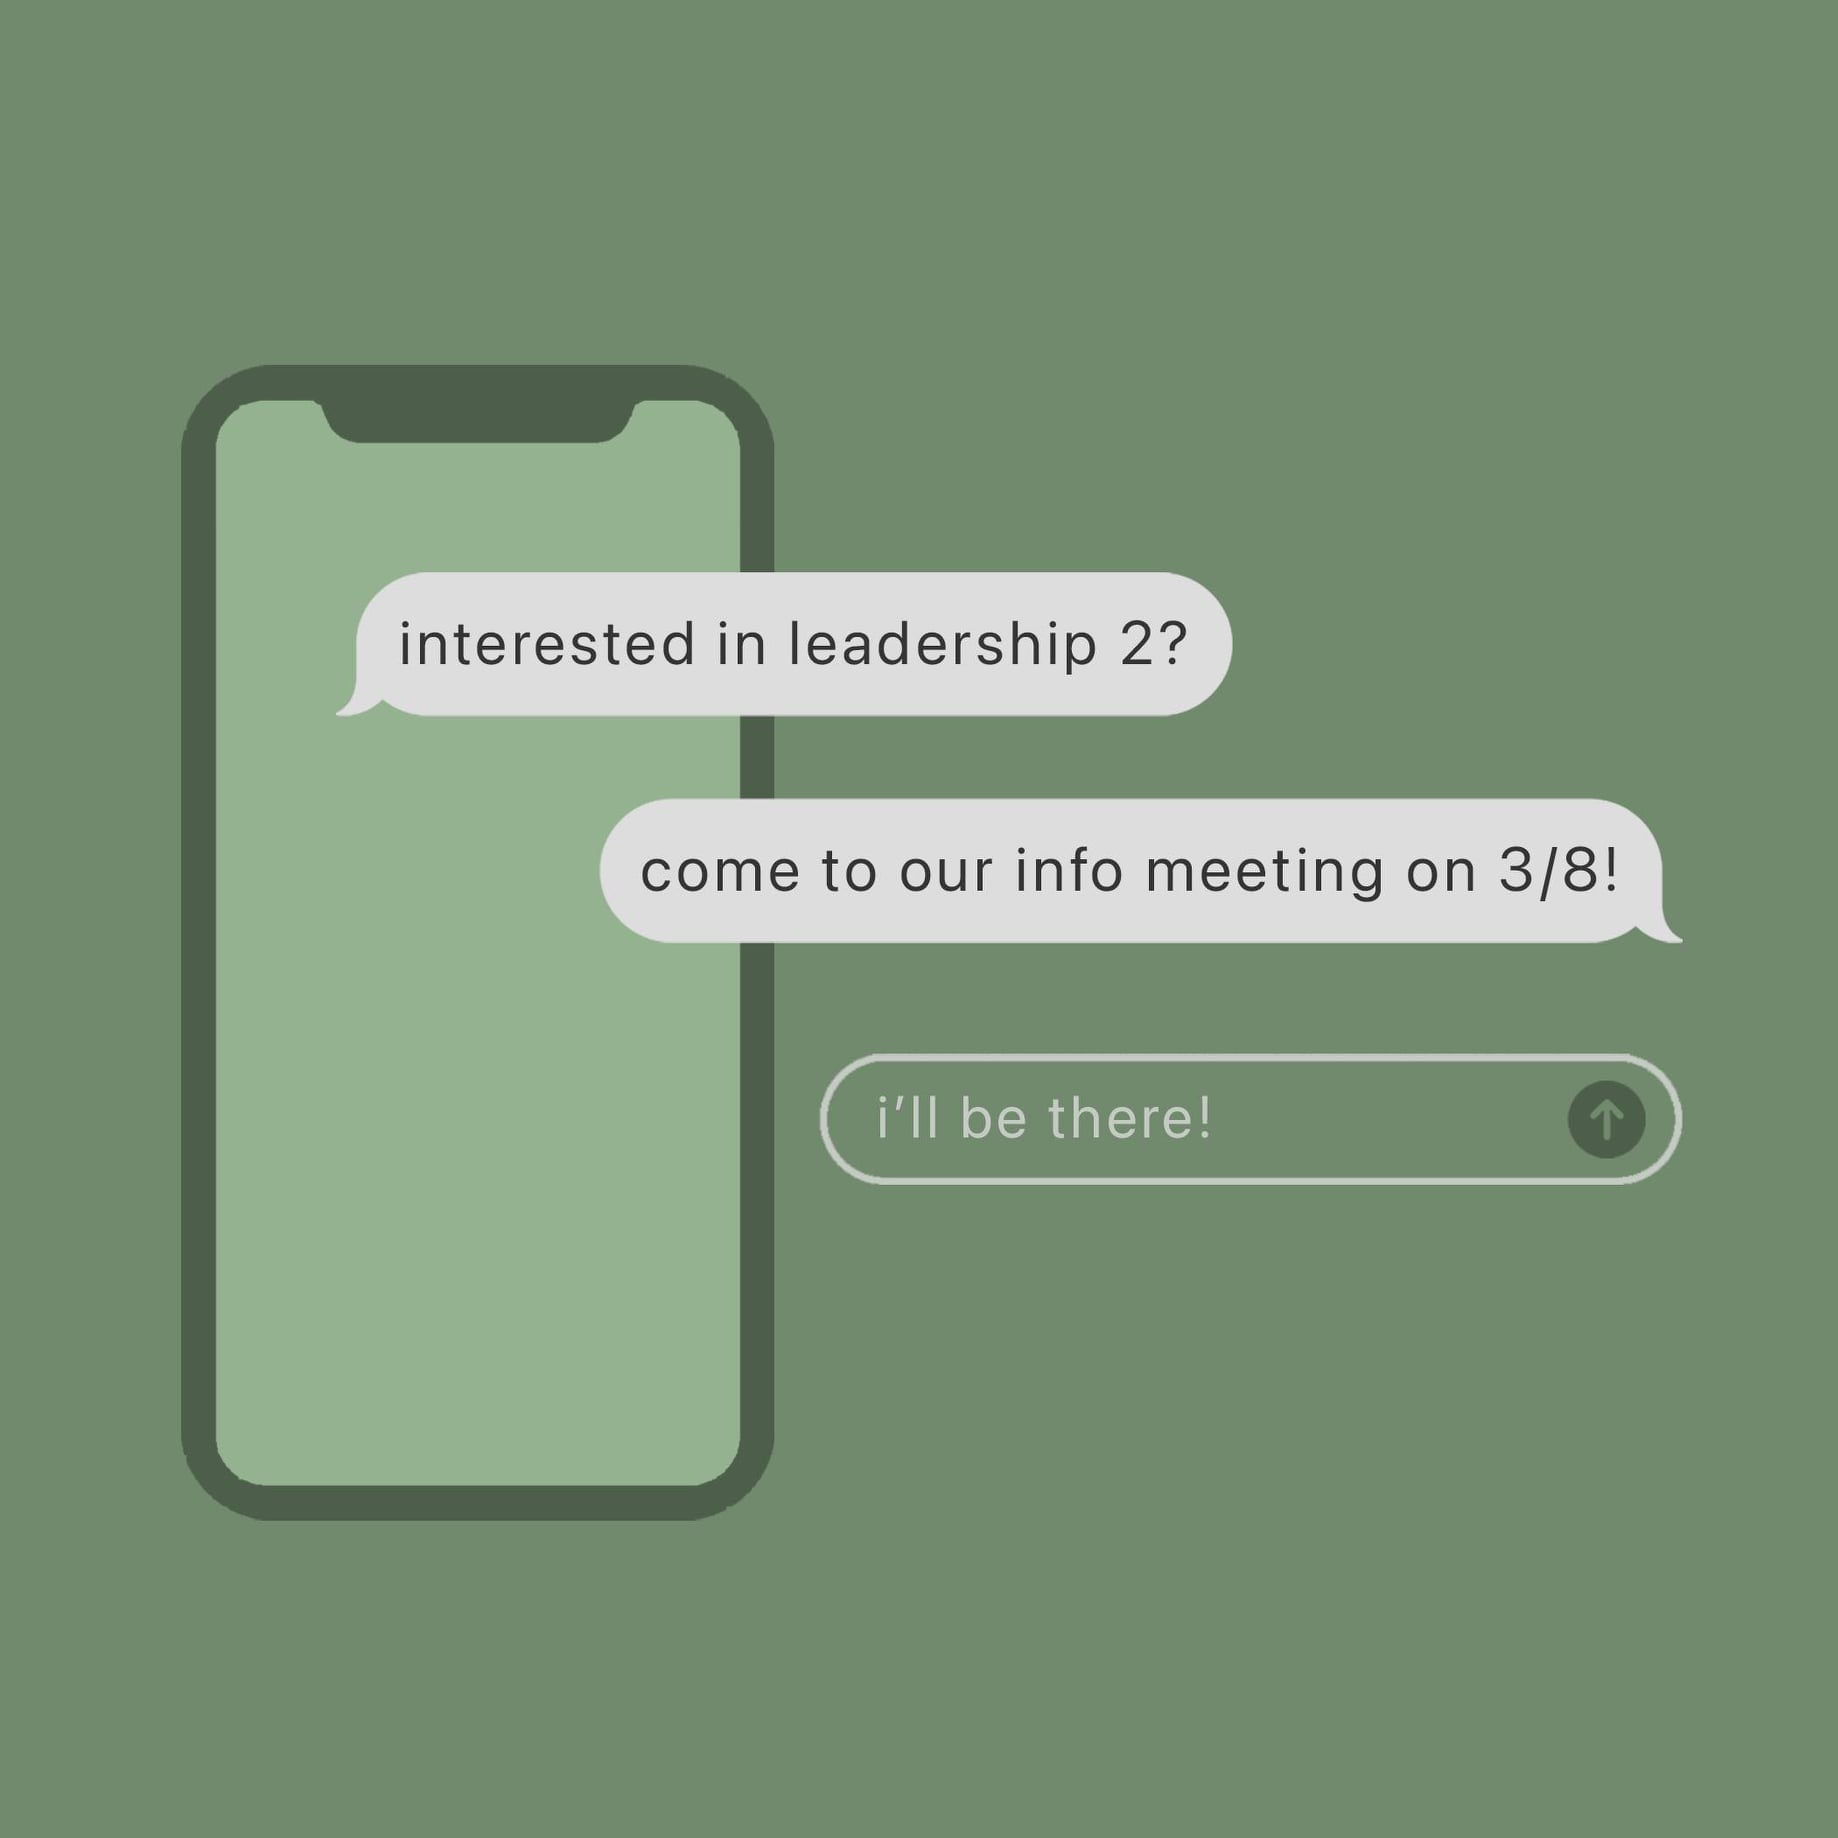 interested in leadership 2?
come to our info meeting on 3/8!
i’ll be there!